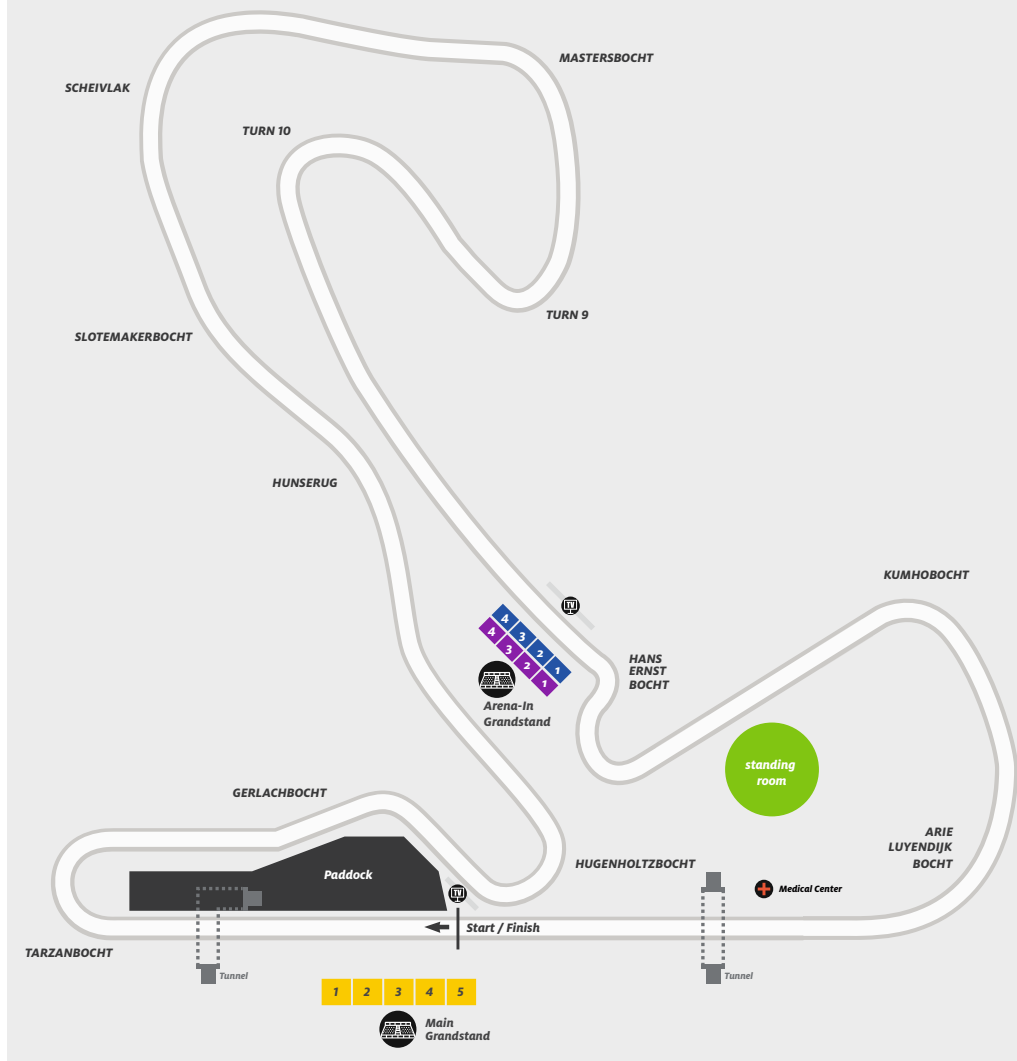 MASTERSBOCHT
SCHEIVLAK
TURN 10
TURN 9
SLOTEMAKERBOCHT
HUNSERUG
KUMHOBOCHT
TV
4
3
2
1
4
3
2
1
HANS
ERNST
BOCHT
Arena-In
Grandstand
standing
room
GERLACHBOCHT
ARIE
LUYENDIJK
BOCHT
HUGENHOLTZBOCHT
Paddock
Medical Center
TV
Start / Finish
TARZANBOCHT
Tunnel
Tunnel
1 2 3 4 5
Main
Grandstand